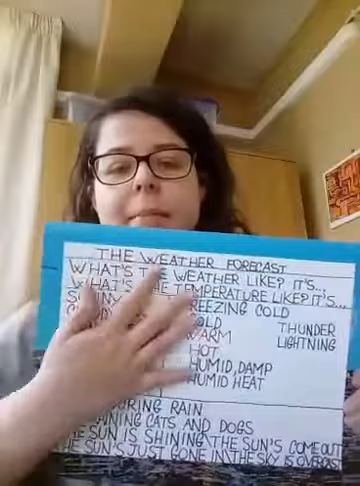 THE WEATHER FORECAST
WHAT'S THE WEATHER LIKE? IT'S...
WHAT'S THE TEMPERATURE LIKE? IT'S...
FREEZING COLD
COLD THUNDER
WARM LIGHTNING
HOT
HUMID, DAMP
HUMID HEAT
POURING RAIN
RAINING CATS AND DOGS
THE SUN IS SHINING THE SUN'S COME OUT
THE SUN'S JUST GONE IN THE SKY IS OVERCAST